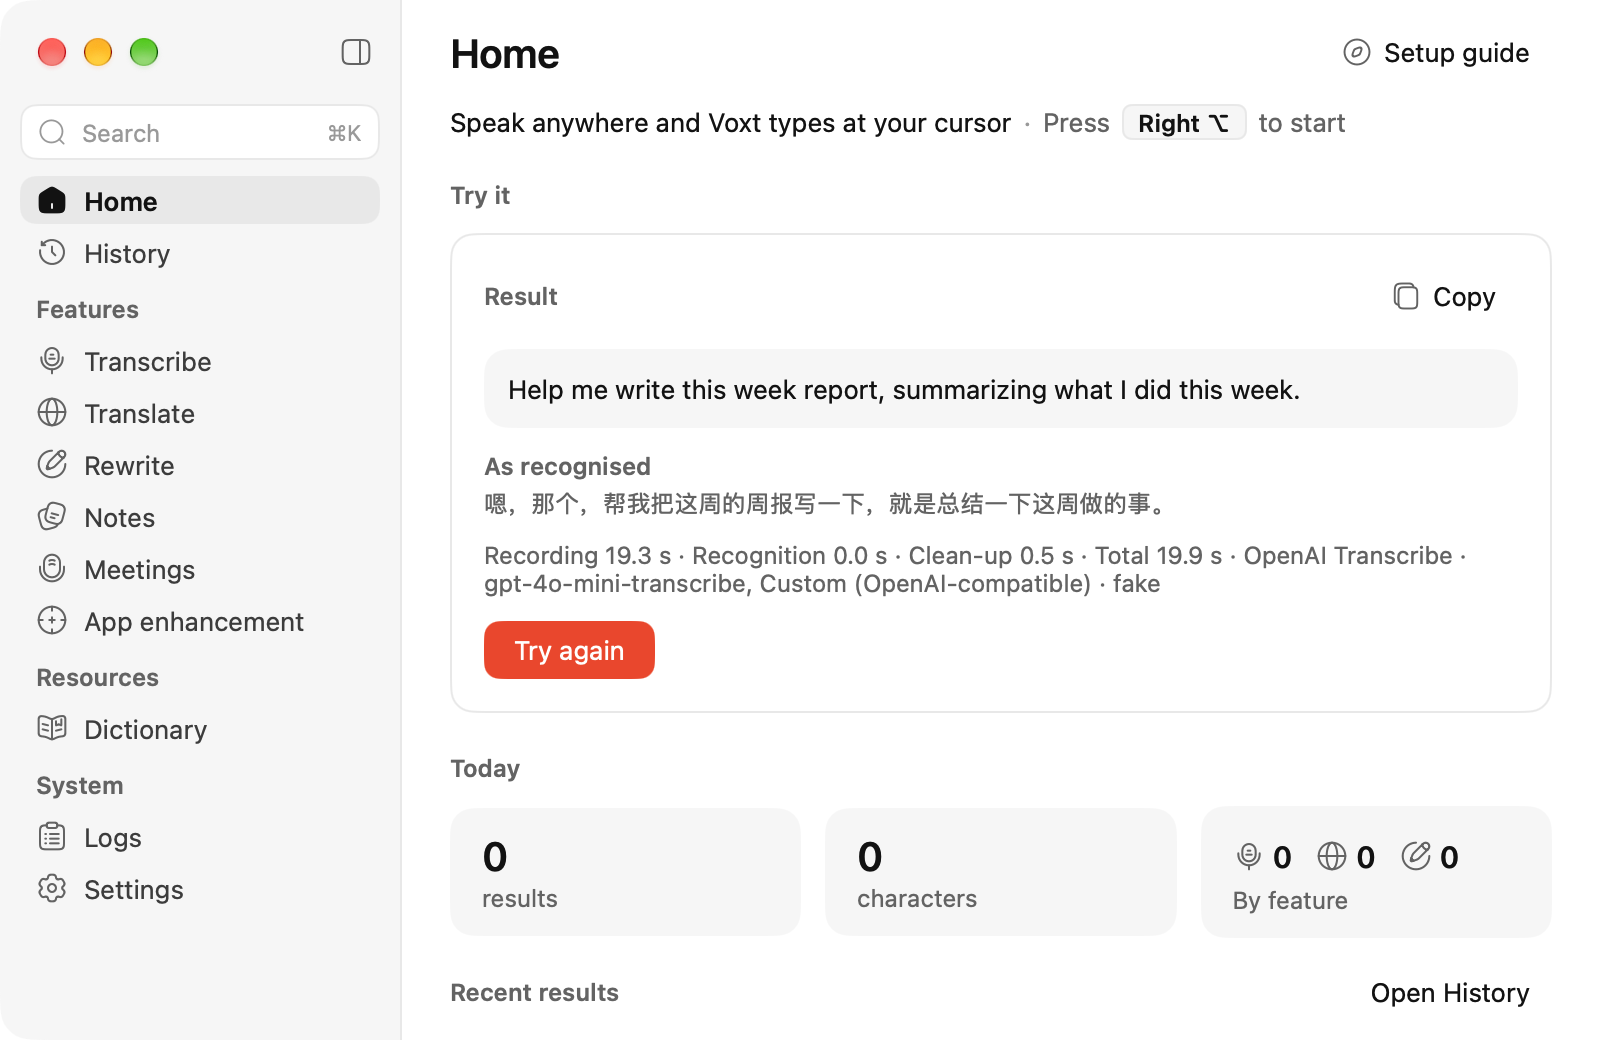 Search ⌘K
Home
History
Features
Transcribe
Translate
Rewrite
Notes
Meetings
App enhancement
Resources
Dictionary
System
Logs
Settings
Home
Setup guide
Speak anywhere and Voxt types at your cursor · Press Right ⌥ to start
Try it
Result
Copy
Help me write this week report, summarizing what I did this week.
As recognised
嗯，那个，帮我把这周的周报写一下，就是总结一下这周做的事。
Recording 19.3 s · Recognition 0.0 s · Clean-up 0.5 s · Total 19.9 s · OpenAI Transcribe ·
gpt-4o-mini-transcribe, Custom (OpenAI-compatible) · fake
Try again
Today
0
results
0
characters
0 0 0
By feature
Recent results
Open History